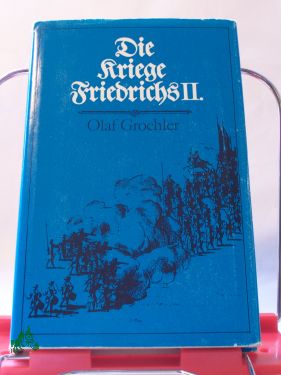 Die
Kriege
Friedrichs II.
Olaf Groehler